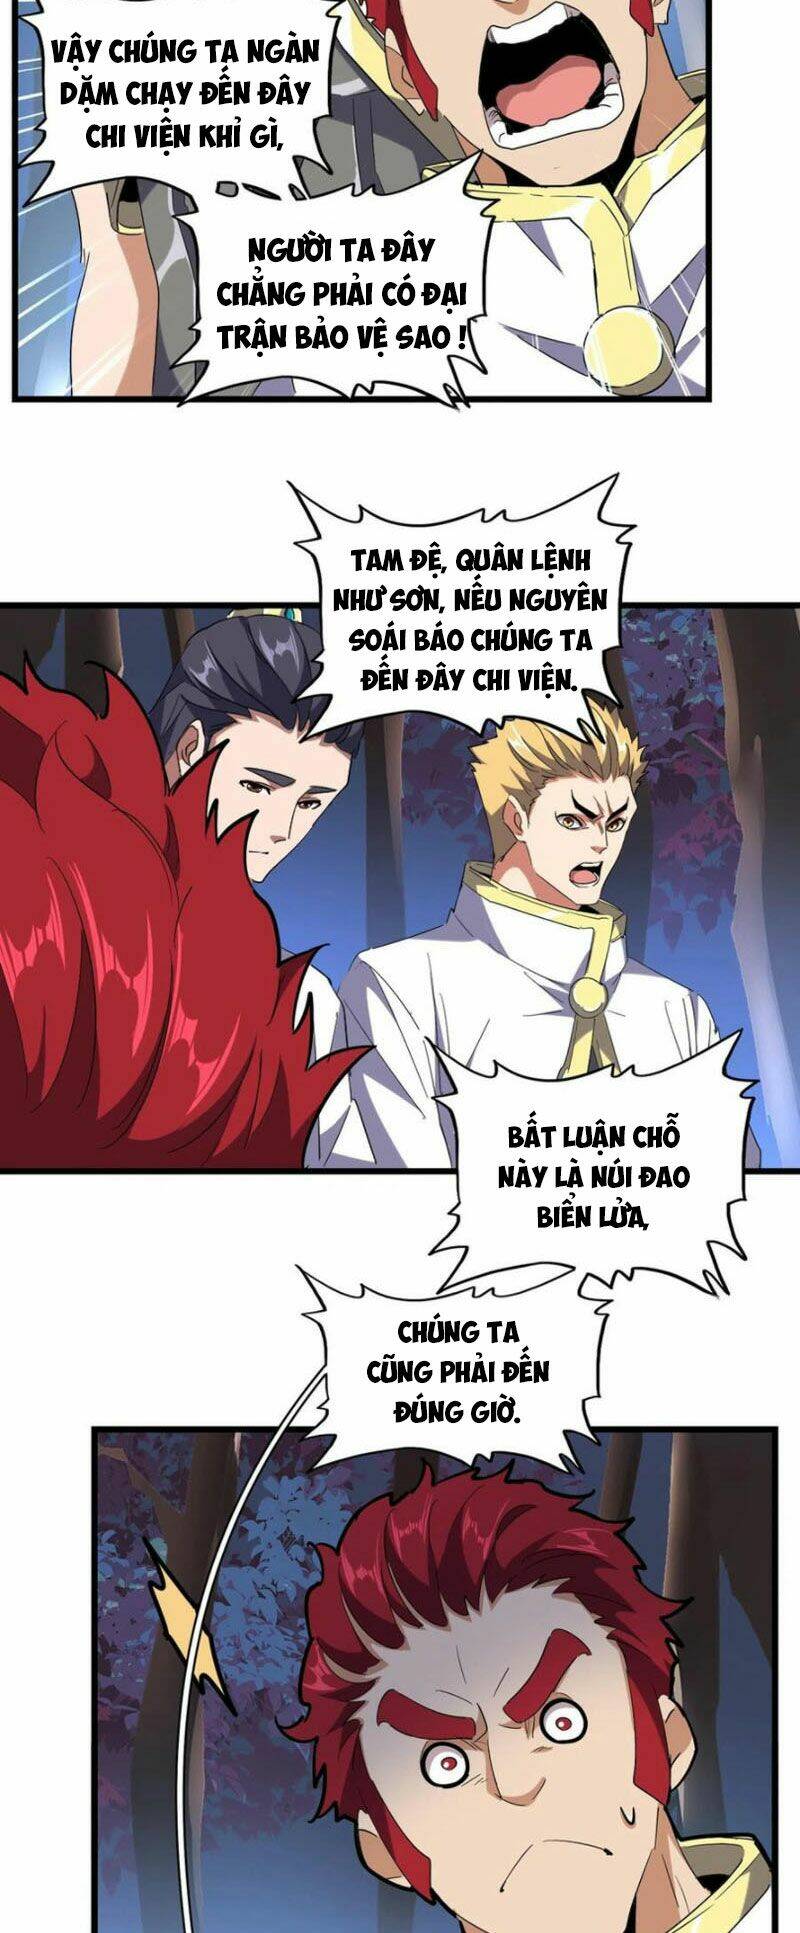 VẬY CHÚNG TA NGÀN
DẶM CHẠY ĐẾN ĐÂY
CHI VIỆN KHỈ GÌ,
NGƯỜI TA ĐÂY
CHẲNG PHẢI CÓ ĐẠI
TRẬN BẢO VỆ SAO !
TAM ĐỆ, QUÂN LỆNH
NHƯ SƠN, NẾU NGUYÊN
SOÁI BÁO CHÚNG TA
ĐẾN ĐÂY CHI VIỆN.
BẤT LUẬN CHỖ
NÀY LÀ NÚI ĐAO
BIỂN LỬA,
CHÚNG TA
CŨNG PHẢI ĐẾN
ĐÚNG GIỜ.